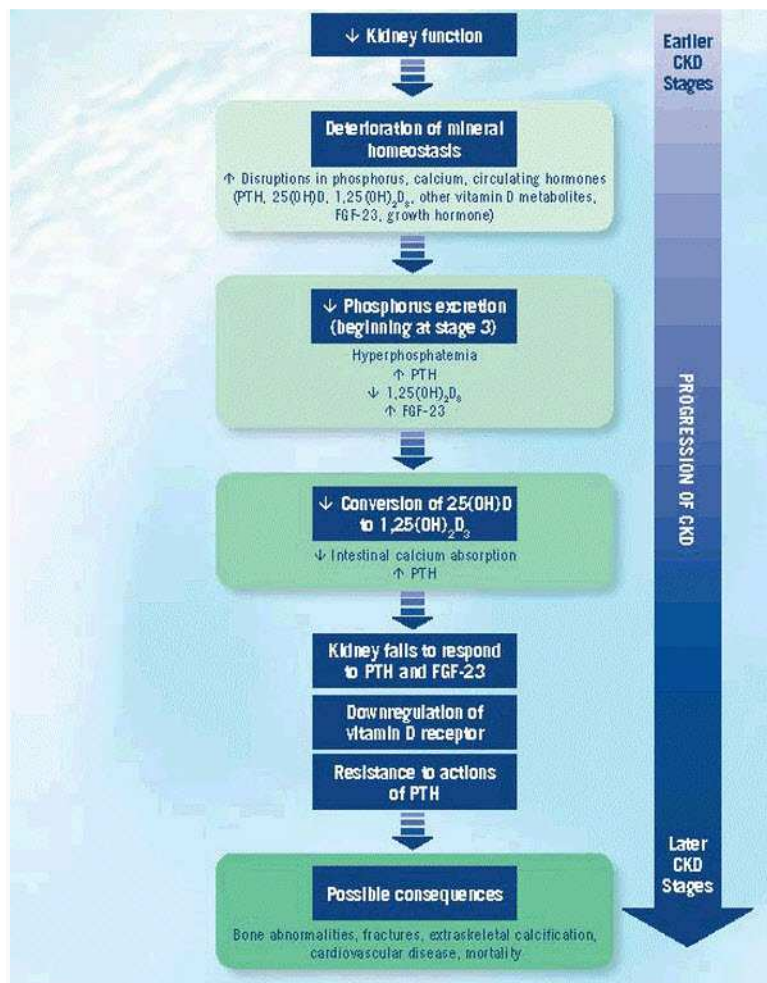 ↓ Kidney function
Earlier
CKD
Stages
Deterioration of mineral
homeostasis
↑ Disruptions in phosphorus, calcium, circulating hormones
(PTH, 25(OH)D, 1,25(OH)₂D₃, other vitamin D metabolites,
FGF-23, growth hormone)
↓ Phosphorus excretion
(beginning at stage 3)
Hyperphosphatemia
↑ PTH
↓ 1,25(OH)₂D₃
↑ FGF-23
↓ Conversion of 25(OH)D
to 1,25(OH)₂D₃
↓ Intestinal calcium absorption
↑ PTH
PROGRESSION OF CKD
Kidney fails to respond
to PTH and FGF-23
Downregulation of
vitamin D receptor
Resistance to actions
of PTH
Later
CKD
Stages
Possible consequences
Bone abnormalities, fractures, extraskeletal calcification,
cardiovascular disease, mortality